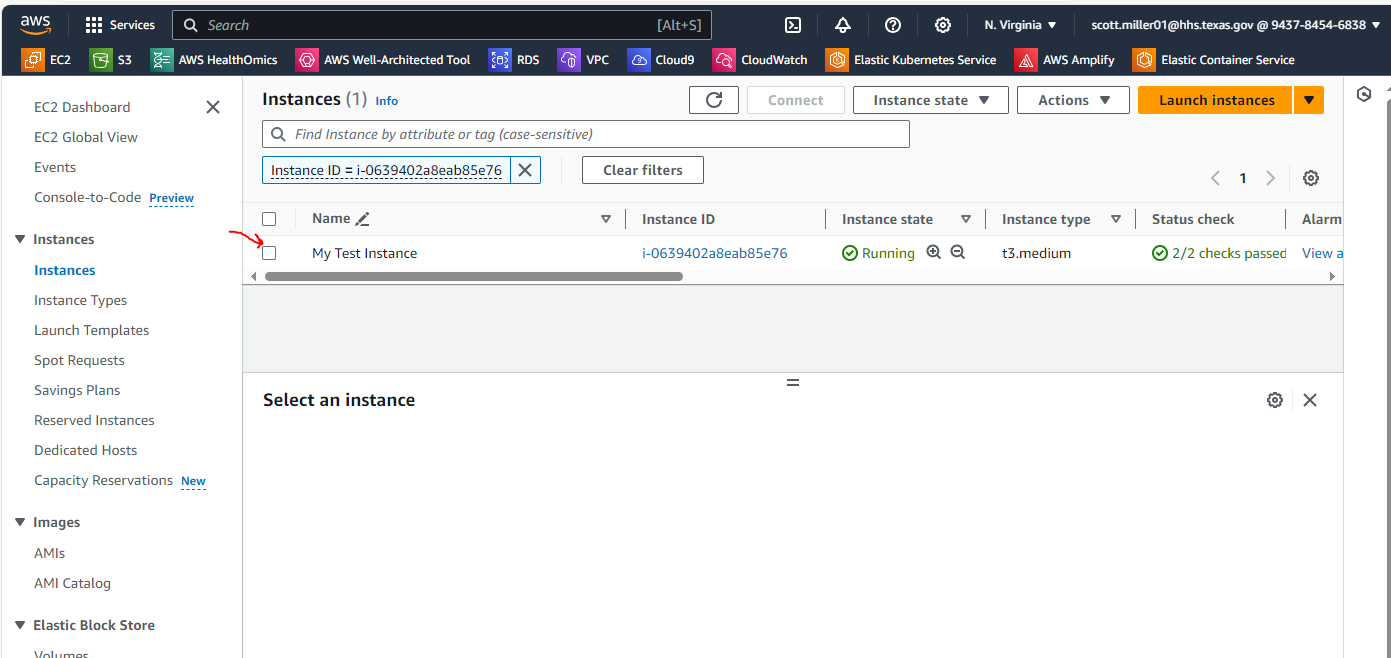 aws Services Search [Alt+S] N. Virginia scott.miller01@hhs.texas.gov @ 9437-8454-6838
EC2 S3 AWS HealthOmics AWS Well-Architected Tool RDS VPC Cloud9 CloudWatch Elastic Kubernetes Service AWS Amplify Elastic Container Service
EC2 Dashboard
EC2 Global View
Events
Console-to-Code Preview
Instances
Instances
Instance Types
Launch Templates
Spot Requests
Savings Plans
Reserved Instances
Dedicated Hosts
Capacity Reservations New
Images
AMIs
AMI Catalog
Elastic Block Store
Volumes
Instances (1) Info Connect Instance state Actions Launch instances
Find Instance by attribute or tag (case-sensitive)
Instance ID = i-0639402a8eab85e76 Clear filters
1
Name Instance ID Instance state Instance type Status check Alarm
My Test Instance i-0639402a8eab85e76 Running t3.medium 2/2 checks passed View a
Select an instance